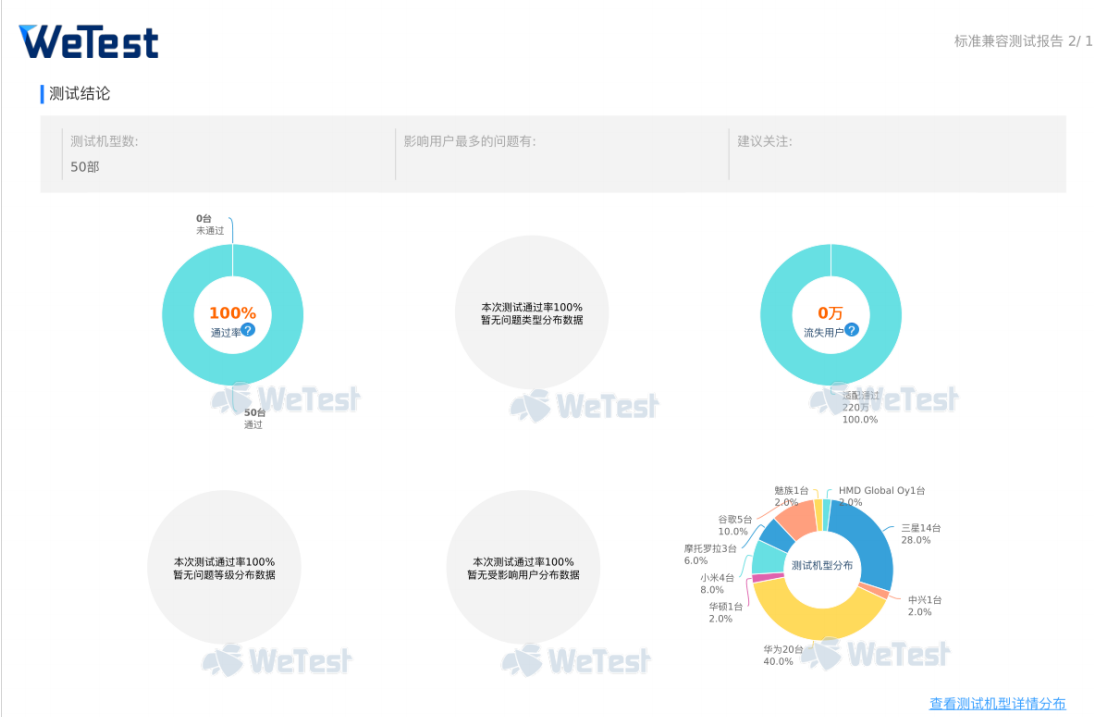 WeTest
标准兼容测试报告 2/ 1
测试结论
测试机型数:
50部
影响用户最多的问题有:
建议关注:
0台
未通过
100%
通过率?
50台
通过
WeTest
本次测试通过率100%
暂无问题类型分布数据
WeTest
0万
流失用户?
适配通过
220万
100.0%
WeTest
本次测试通过率100%
暂无问题等级分布数据
WeTest
本次测试通过率100%
暂无受影响用户分布数据
WeTest
魅族1台
2.0%
HMD Global Oy1台
2.0%
谷歌5台
10.0%
三星14台
28.0%
摩托罗拉3台
6.0%
测试机型分布
小米4台
8.0%
中兴1台
2.0%
华硕1台
2.0%
华为20台
40.0%
WeTest
查看测试机型详情分布